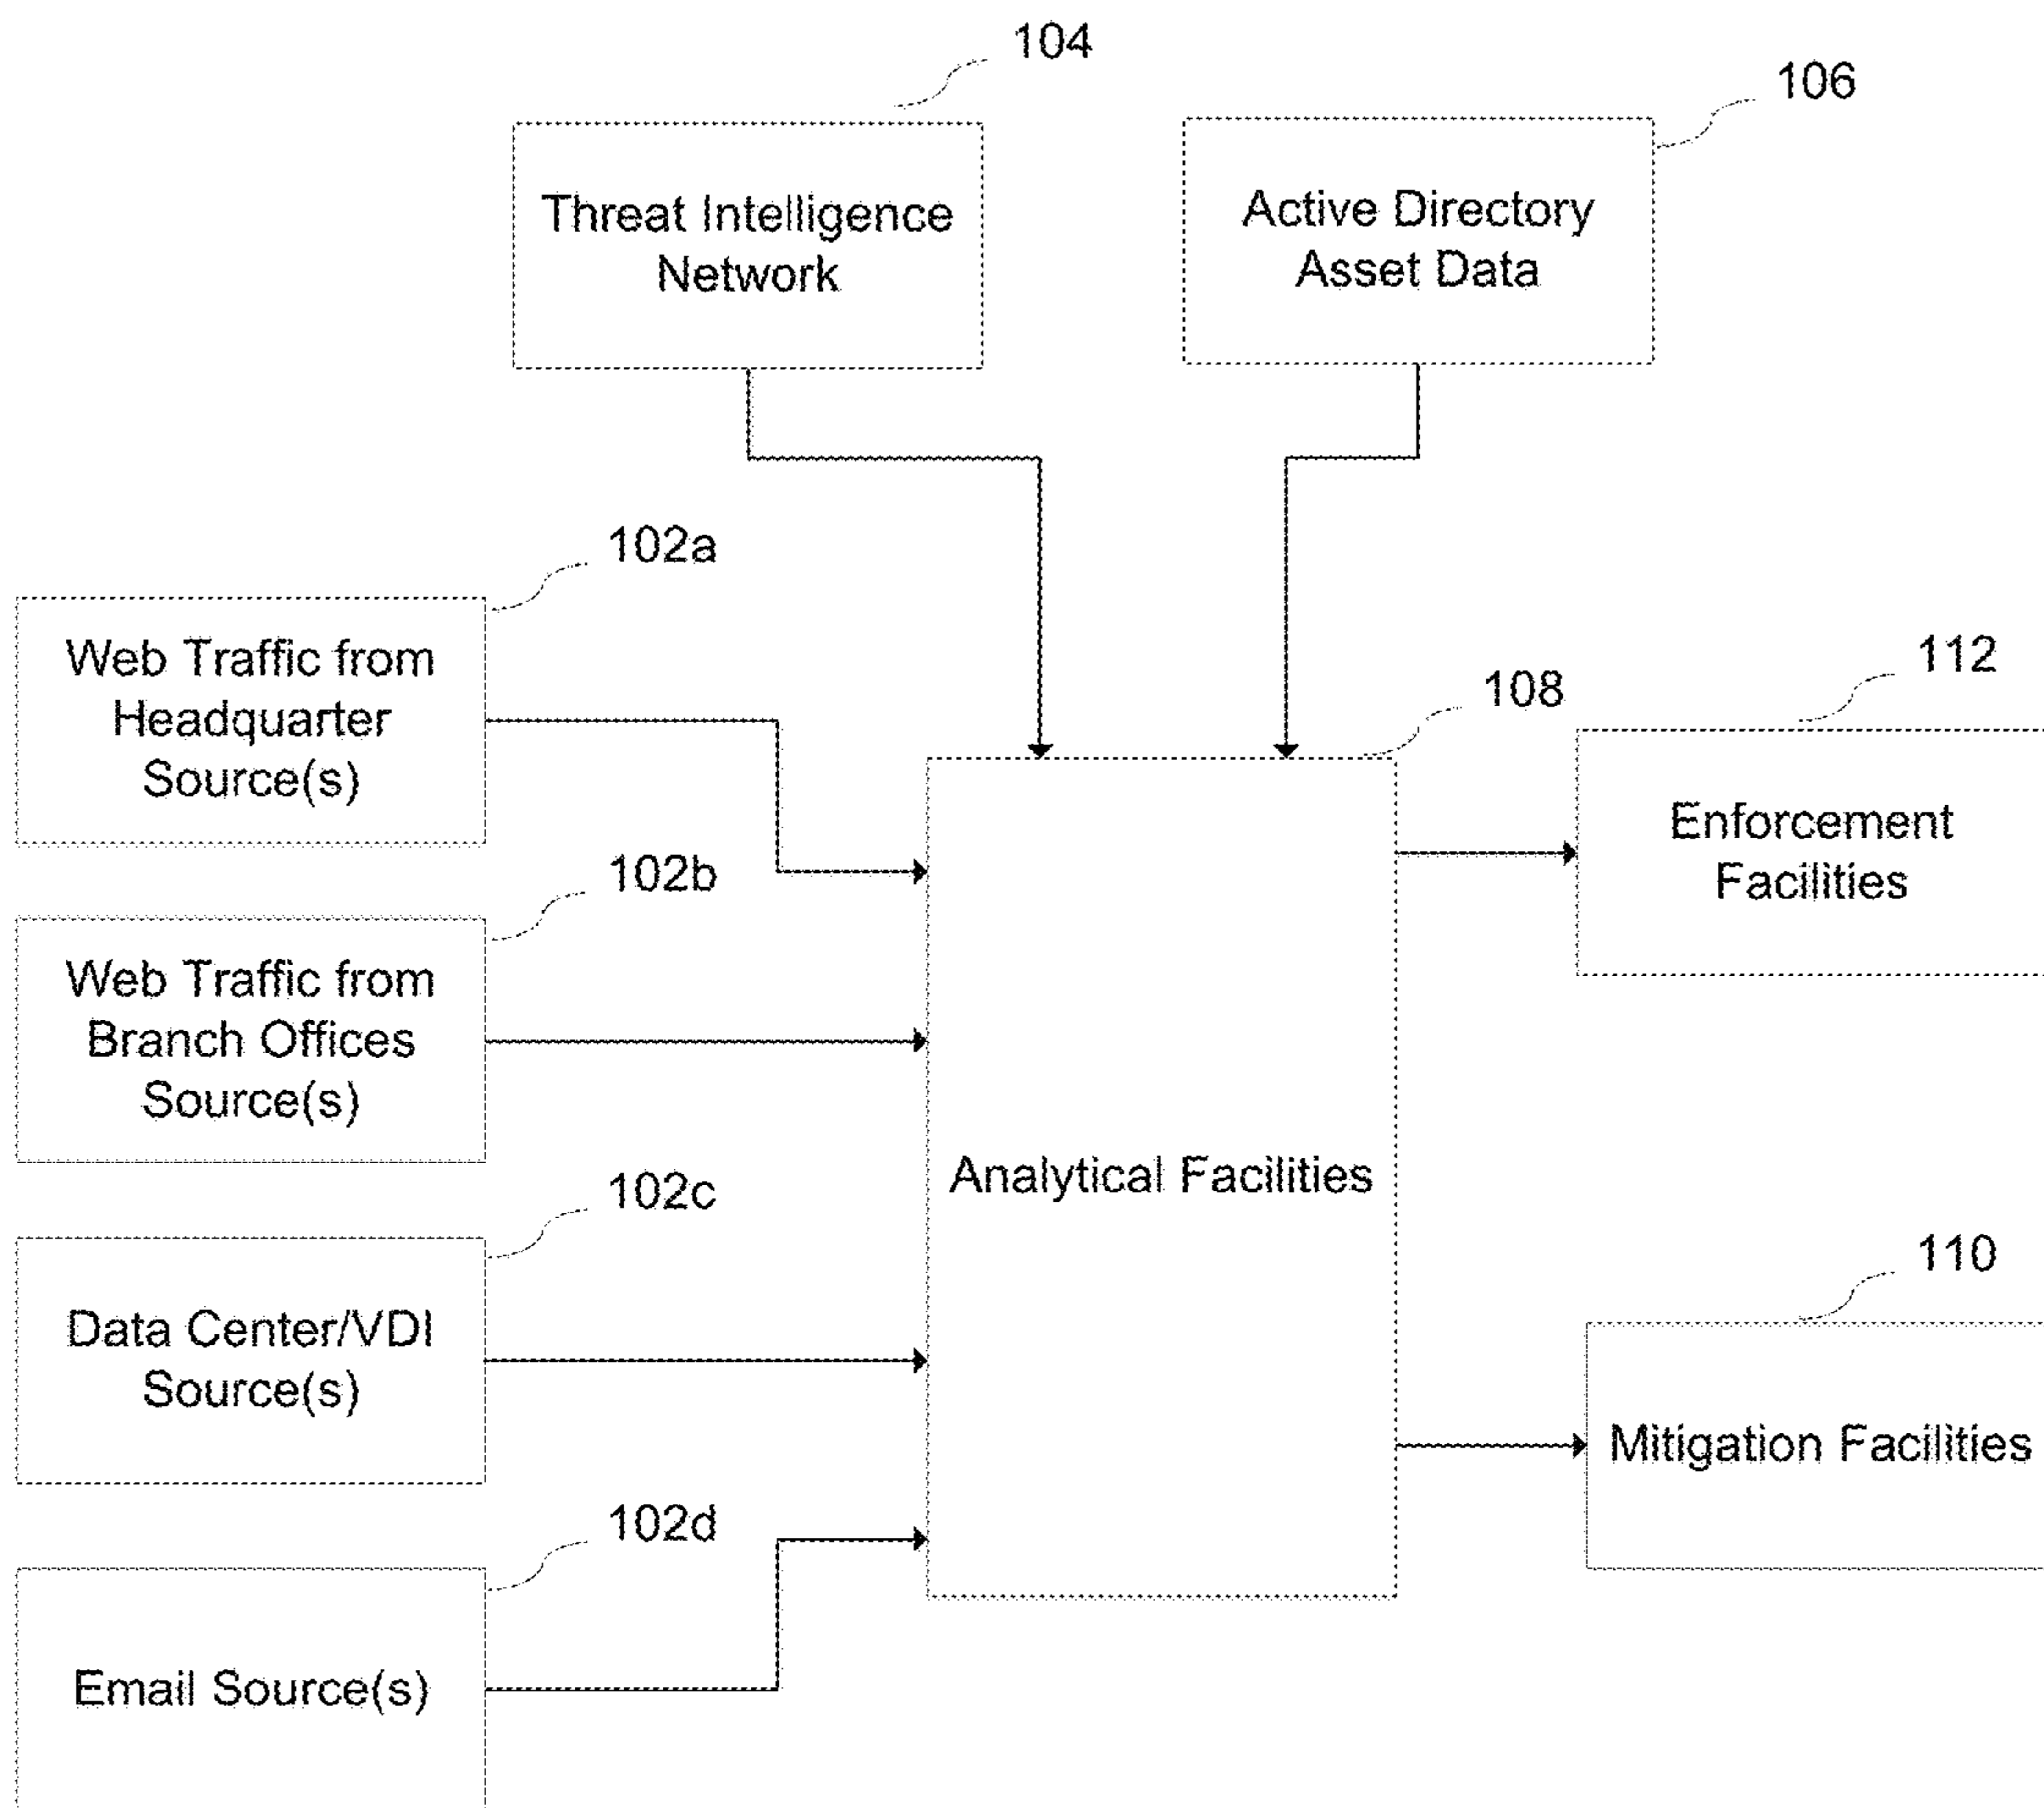 104
106
Threat Intelligence
Network
Active Directory
Asset Data
102a
Web Traffic from
Headquarter
Source(s)
108
112
Enforcement
Facilities
102b
Web Traffic from
Branch Offices
Source(s)
Analytical Facilities
102c
Data Center/VDI
Source(s)
110
Mitigation Facilities
102d
Email Source(s)